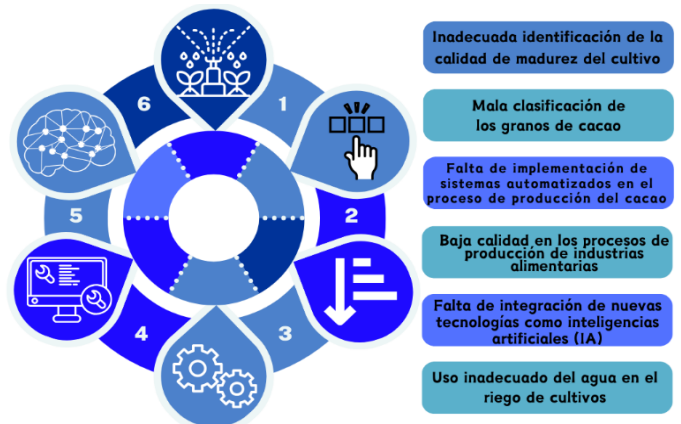 6
1
5
2
4
3
Inadecuada identificación de la
calidad de madurez del cultivo
Mala clasificación de
los granos de cacao
Falta de implementación de
sistemas automatizados en el
proceso de producción del cacao
Baja calidad en los procesos de
producción de industrias
alimentarias
Falta de integración de nuevas
tecnologías como inteligencias
artificiales (IA)
Uso inadecuado del agua en el
riego de cultivos